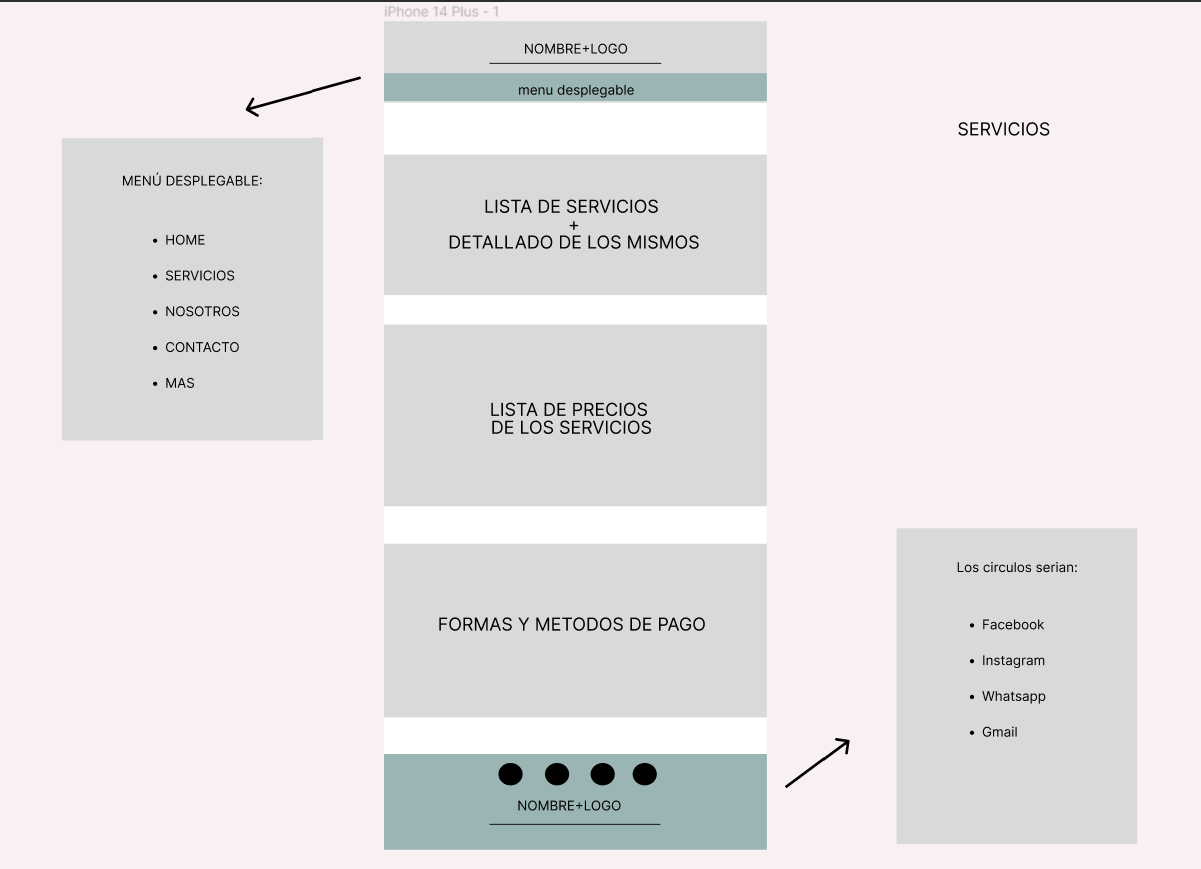 iPhone 14 Plus - 1
NOMBRE+LOGO
menu desplegable
SERVICIOS
MENÚ DESPLEGABLE:
• HOME
• SERVICIOS
• NOSOTROS
• CONTACTO
• MAS
LISTA DE SERVICIOS
+
DETALLADO DE LOS MISMOS
LISTA DE PRECIOS
DE LOS SERVICIOS
FORMAS Y METODOS DE PAGO
Los circulos serian:
• Facebook
• Instagram
• Whatsapp
• Gmail
NOMBRE+LOGO